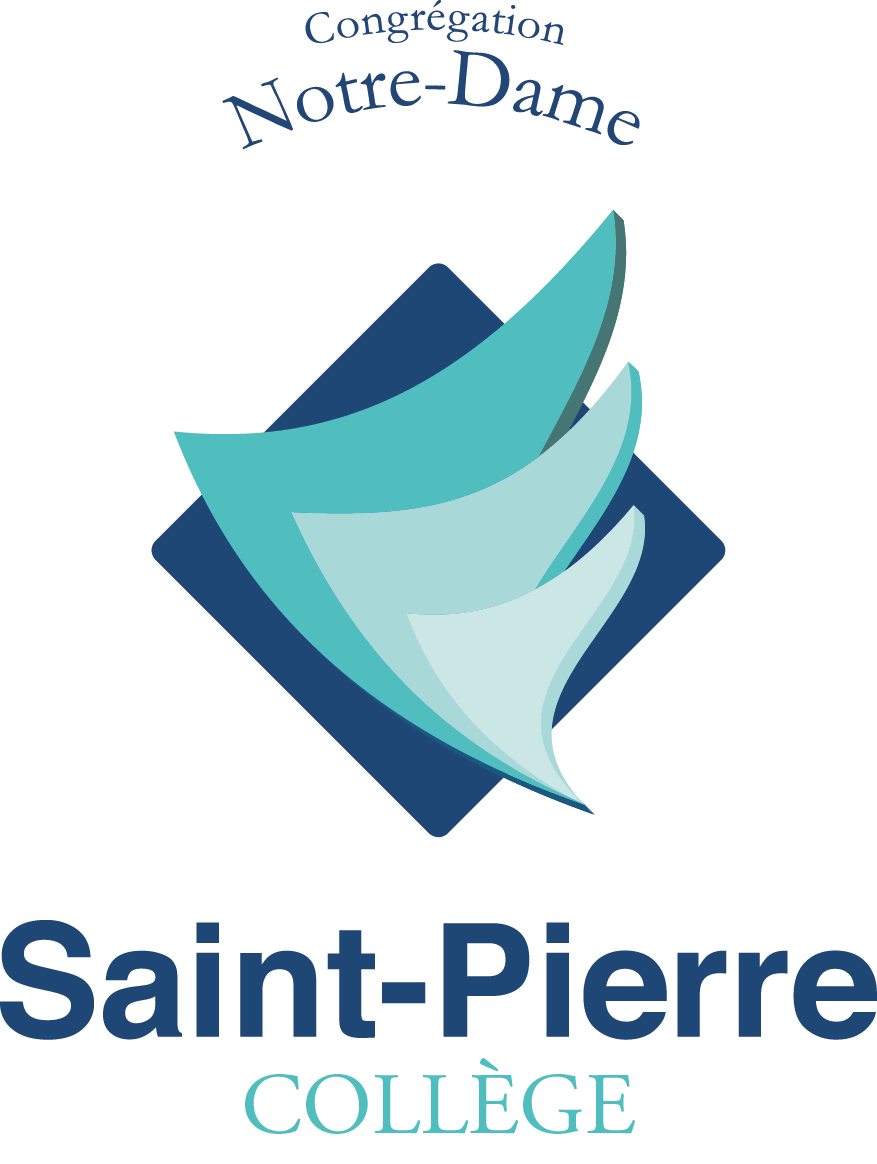 Congrégation
Notre-Dame
Saint-Pierre
COLLÈGE